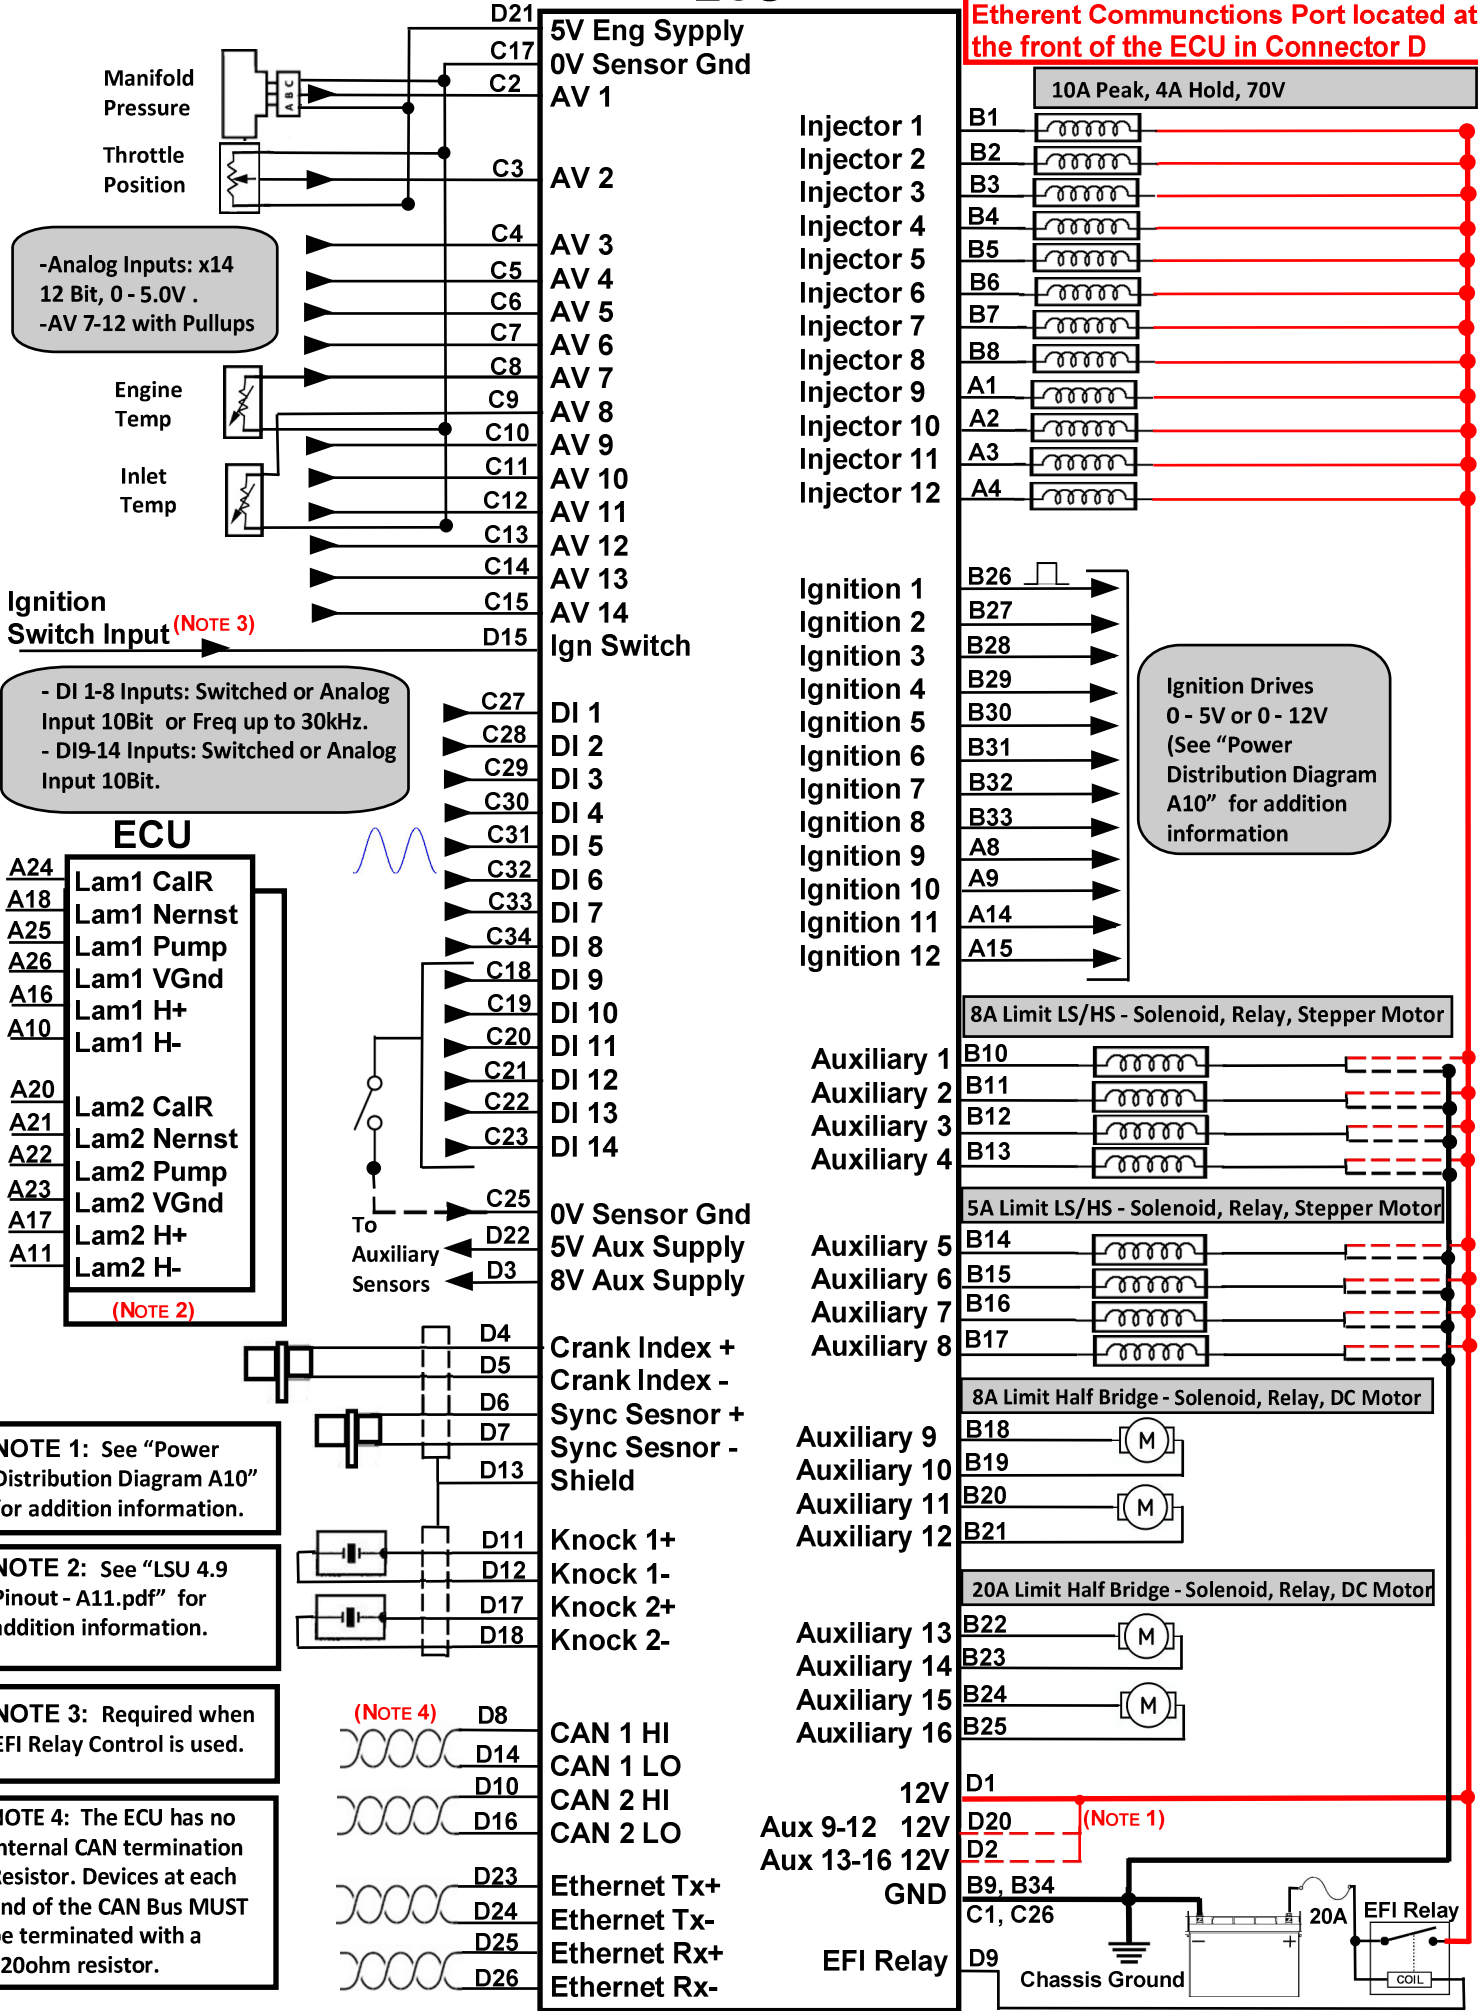 Etherent Communctions Port located at
the front of the ECU in Connector D
D21
5V Eng Sypply
C17
0V Sensor Gnd
Manifold
Pressure
A B C
C2
AV 1
Throttle
Position
C3
AV 2
-Analog Inputs: x14
12 Bit, 0 - 5.0V .
-AV 7-12 with Pullups
C4
AV 3
C5
AV 4
C6
AV 5
C7
AV 6
C8
AV 7
Engine
Temp
C9
AV 8
C10
AV 9
Inlet
Temp
C11
AV 10
C12
AV 11
C13
AV 12
C14
AV 13
C15
AV 14
Ignition
Switch Input (NOTE 3)
D15
Ign Switch
- DI 1-8 Inputs: Switched or Analog
Input 10Bit or Freq up to 30kHz.
- DI9-14 Inputs: Switched or Analog
Input 10Bit.
C27
DI 1
C28
DI 2
C29
DI 3
C30
DI 4
C31
DI 5
C32
DI 6
C33
DI 7
C34
DI 8
C18
DI 9
C19
DI 10
C20
DI 11
C21
DI 12
C22
DI 13
C23
DI 14
ECU
A24
Lam1 CalR
A18
Lam1 Nernst
A25
Lam1 Pump
A26
Lam1 VGnd
A16
Lam1 H+
A10
Lam1 H-
A20
Lam2 CalR
A21
Lam2 Nernst
A22
Lam2 Pump
A23
Lam2 VGnd
A17
Lam2 H+
A11
Lam2 H-
(NOTE 2)
C25
0V Sensor Gnd
To
Auxiliary
Sensors
D22
5V Aux Supply
D3
8V Aux Supply
D4
Crank Index +
D5
Crank Index -
D6
Sync Sesnor +
D7
Sync Sesnor -
D13
Shield
D11
Knock 1+
D12
Knock 1-
D17
Knock 2+
D18
Knock 2-
NOTE 1: See “Power
Distribution Diagram A10”
for addition information.
NOTE 2: See “LSU 4.9
Pinout - A11.pdf” for
addition information.
NOTE 3: Required when
EFI Relay Control is used.
NOTE 4: The ECU has no
internal CAN termination
Resistor. Devices at each
end of the CAN Bus MUST
be terminated with a
20ohm resistor.
(NOTE 4)
D8
CAN 1 HI
D14
CAN 1 LO
D10
CAN 2 HI
D16
CAN 2 LO
D23
Ethernet Tx+
D24
Ethernet Tx-
D25
Ethernet Rx+
D26
Ethernet Rx-
10A Peak, 4A Hold, 70V
Injector 1
B1
Injector 2
B2
Injector 3
B3
Injector 4
B4
Injector 5
B5
Injector 6
B6
Injector 7
B7
Injector 8
B8
Injector 9
A1
Injector 10
A2
Injector 11
A3
Injector 12
A4
Ignition 1
B26
Ignition 2
B27
Ignition 3
B28
Ignition 4
B29
Ignition 5
B30
Ignition 6
B31
Ignition 7
B32
Ignition 8
B33
Ignition 9
A8
Ignition 10
A9
Ignition 11
A14
Ignition 12
A15
Ignition Drives
0 - 5V or 0 - 12V
(See “Power
Distribution Diagram
A10” for addition
information
8A Limit LS/HS - Solenoid, Relay, Stepper Motor
Auxiliary 1
B10
Auxiliary 2
B11
Auxiliary 3
B12
Auxiliary 4
B13
5A Limit LS/HS - Solenoid, Relay, Stepper Motor
Auxiliary 5
B14
Auxiliary 6
B15
Auxiliary 7
B16
Auxiliary 8
B17
8A Limit Half Bridge - Solenoid, Relay, DC Motor
Auxiliary 9
B18
M
Auxiliary 10
B19
Auxiliary 11
B20
M
Auxiliary 12
B21
20A Limit Half Bridge - Solenoid, Relay, DC Motor
Auxiliary 13
B22
M
Auxiliary 14
B23
Auxiliary 15
B24
M
Auxiliary 16
B25
12V
D1
Aux 9-12 12V
D20
(NOTE 1)
Aux 13-16 12V
D2
GND
B9, B34
C1, C26
20A
EFI Relay
- +
COIL
Chassis Ground
EFI Relay
D9